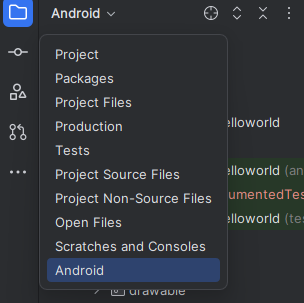 Android
Project
Packages
Project Files
Production
elloworld
Tests
elloworld (an
Project Source Files
umentedTes
Project Non-Source Files
elloworld (tes
Open Files
Scratches and Consoles
Android
drawable